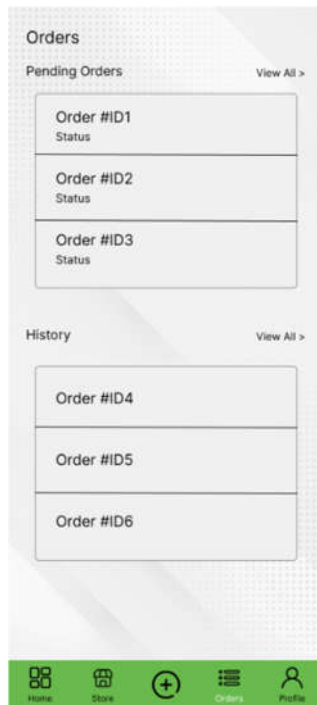 Orders
Pending Orders View All >
Order #ID1
Status
Order #ID2
Status
Order #ID3
Status
History View All >
Order #ID4
Order #ID5
Order #ID6
Home Store Orders Profile